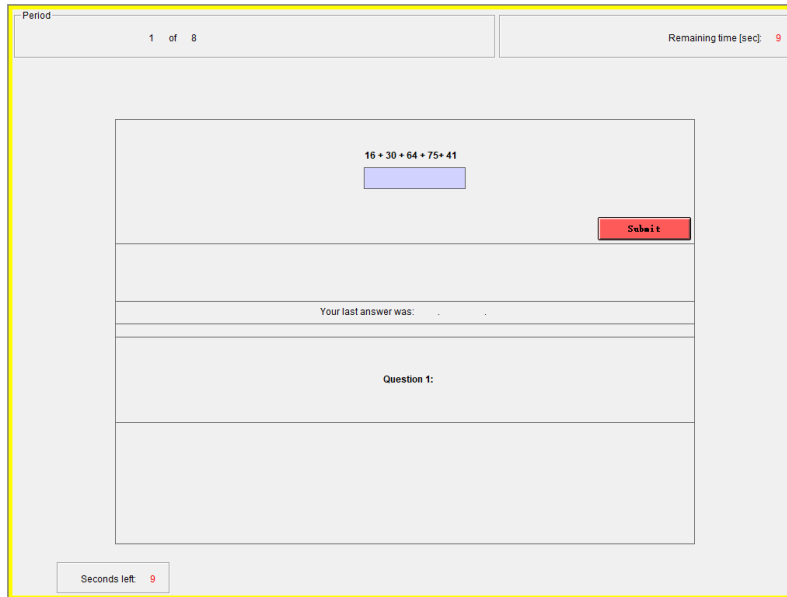 Period
1 of 8
Remaining time [sec]: 9
16 + 30 + 64 + 75+ 41
Submit
Your last answer was: . .
Question 1:
Seconds left: 9